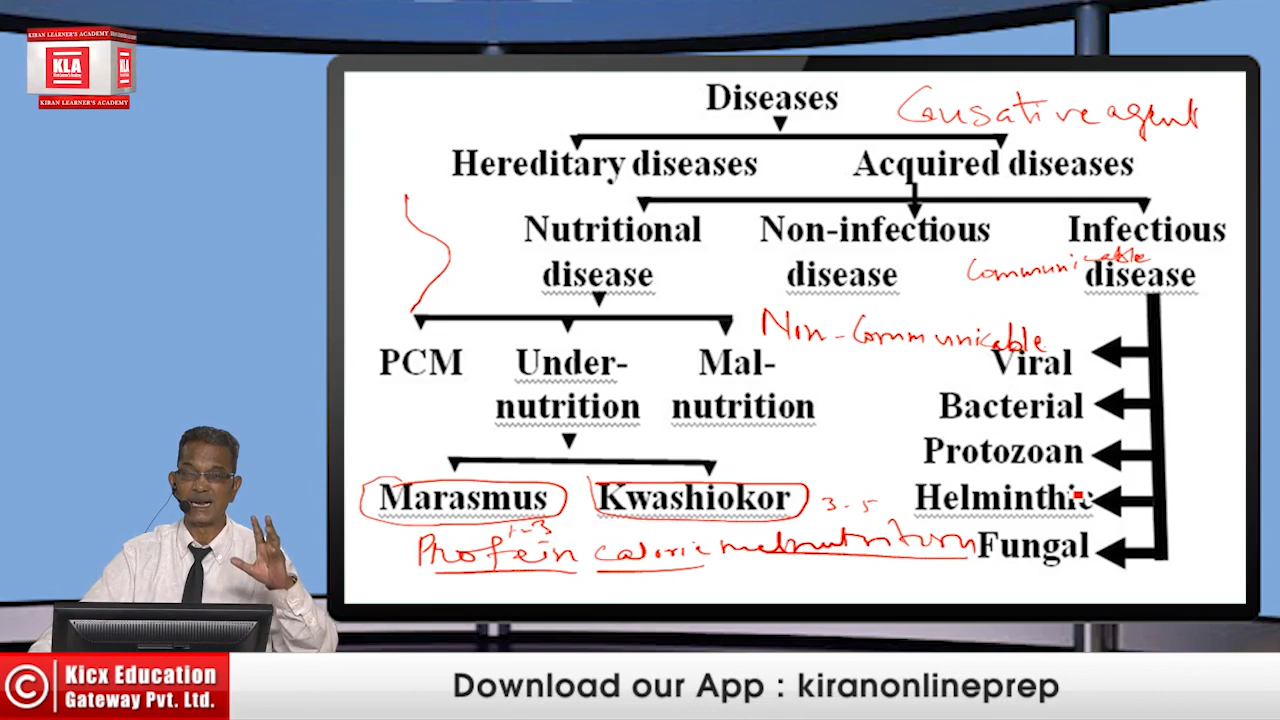 KIRAN LEARNER'S ACADEMY
KLA
KLA
KIRAN LEARNER'S ACADEMY
Diseases
Causative agent
Hereditary diseases Acquired diseases
Nutritional disease
Non-infectious disease
Infectious disease
Communicable
Non-Communicable
PCM
Under-nutrition
Mal-nutrition
Viral
Bacterial
Protozoan
Helminthic
Fungal
Marasmus Kwashiokor
1-3
3-5
Protein calorie malnutrition
© Kicx Education
Gateway Pvt. Ltd.
Download our App : kiranonlineprep